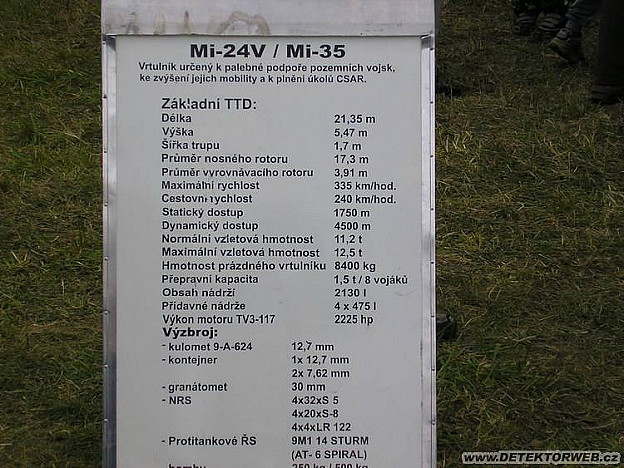 Mi-24V / Mi-35
Vrtulník určený k palebné podpoře pozemních vojsk,
ke zvýšení jejich mobility a k plnění úkolů CSAR.
Základní TTD:
Délka 21,35 m
Výška 5,47 m
Šířka trupu 1,7 m
Průměr nosného rotoru 17,3 m
Průměr vyrovnávacího rotoru 3,91 m
Maximální rychlost 335 km/hod.
Cestovní rychlost 240 km/hod.
Statický dostup 1750 m
Dynamický dostup 4500 m
Normální vzletová hmotnost 11,2 t
Maximální vzletová hmotnost 12,5 t
Hmotnost prázdného vrtulníku 8400 kg
Přepravní kapacita 1,5 t / 8 vojáků
Obsah nádrží 2130 l
Přídavné nádrže 4 x 475 l
Výkon motoru TV3-117 2225 hp
Výzbroj:
- kulomet 9-A-624 12,7 mm
- kontejner 1x 12,7 mm
2x 7,62 mm
- granátomet 30 mm
- NRS 4x32xS 5
4x20xS-8
4x4xLR 122
- Protitankové ŘS 9M1 14 STURM
(AT- 6 SPIRAL)
- bomby 250 kg / 500 kg
www.DETEKTORWEB.cz